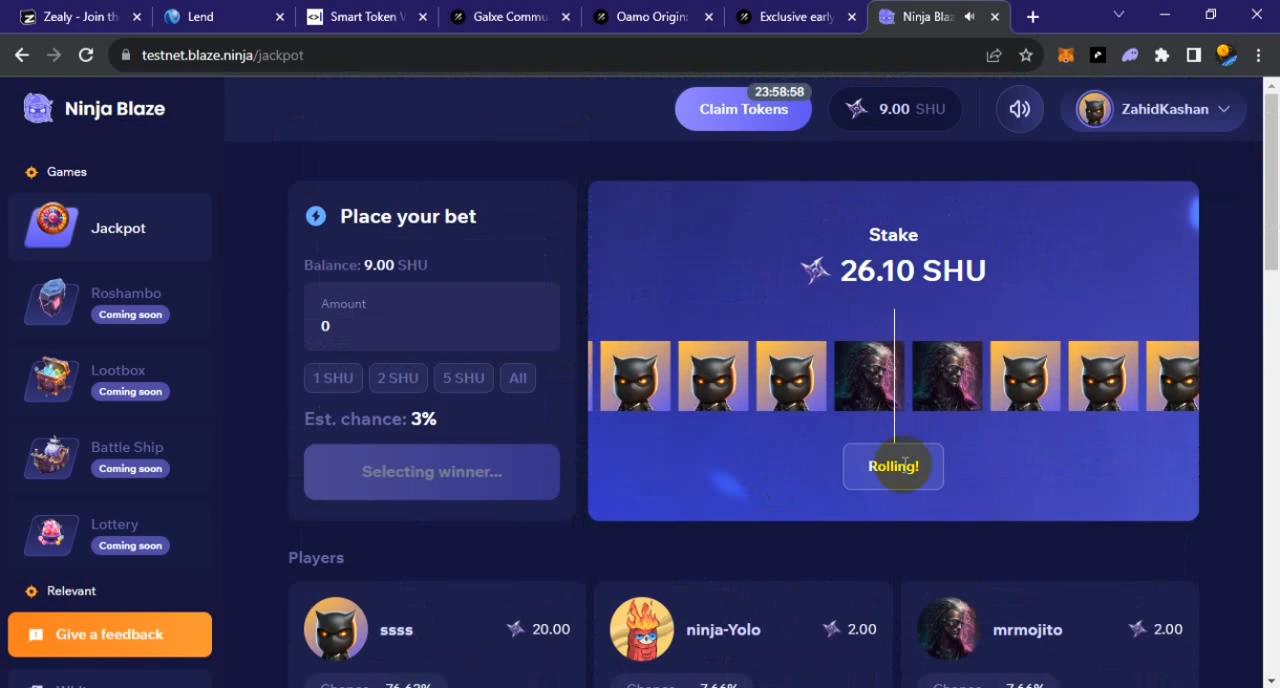 Zealy - Join th
Lend
Smart Token V
Galxe Commu
Oamo Origin:
Exclusive early
Ninja Blaz
testnet.blaze.ninja/jackpot
Ninja Blaze
23:58:58
Claim Tokens
9.00 SHU
ZahidKashan
Games
Jackpot
Roshambo
Coming soon
Lootbox
Coming soon
Battle Ship
Coming soon
Lottery
Coming soon
Relevant
Give a feedback
Place your bet
Balance: 9.00 SHU
Amount
0
1 SHU
2 SHU
5 SHU
All
Est. chance: 3%
Selecting winner...
Stake
26.10 SHU
Rolling!
Players
ssss
20.00
ninja-Yolo
2.00
mrmojito
2.00